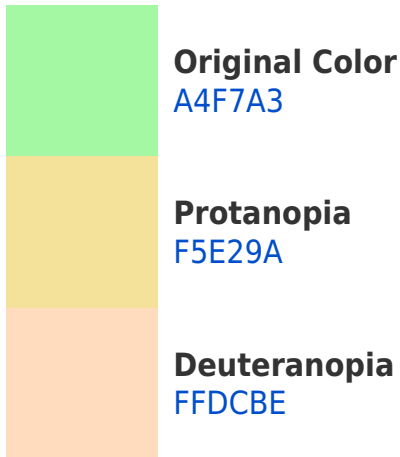 Original Color
A4F7A3
Protanopia
F5E29A
Deuteranopia
FFDCBE